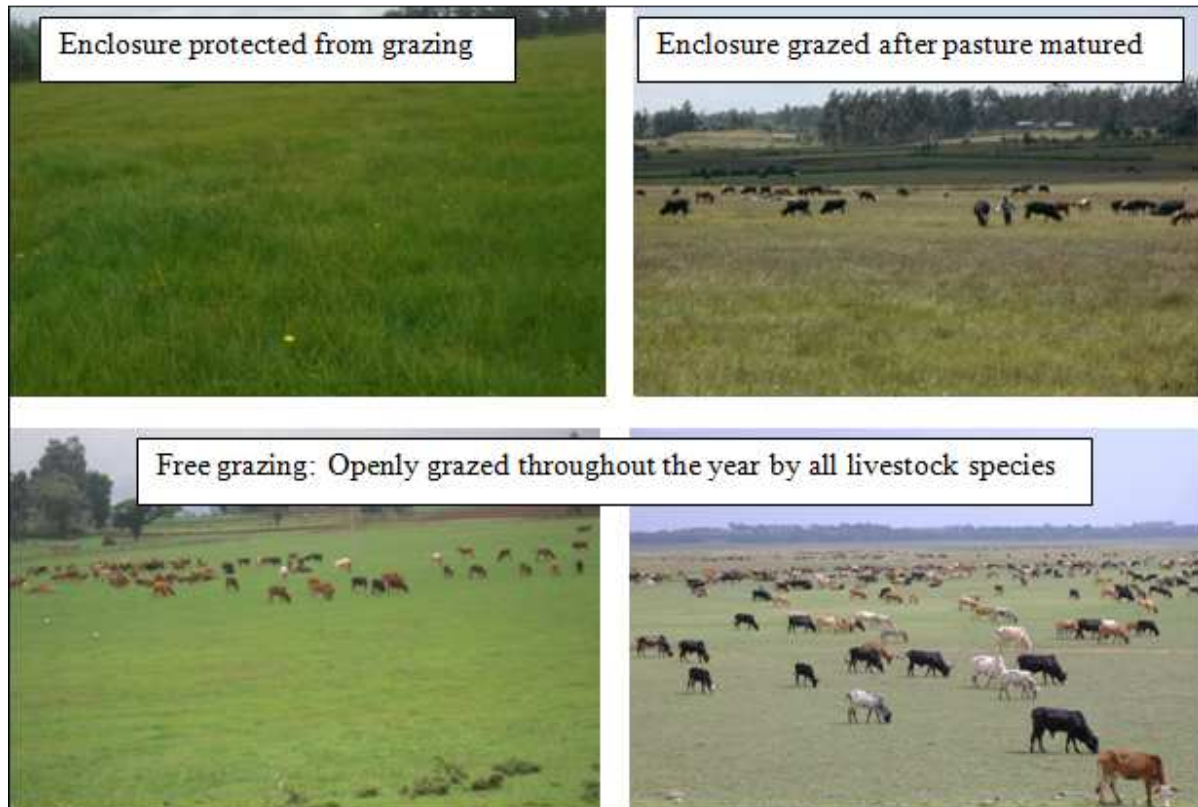 Enclosure protected from grazing
Enclosure grazed after pasture matured
Free grazing: Openly grazed throughout the year by all livestock species